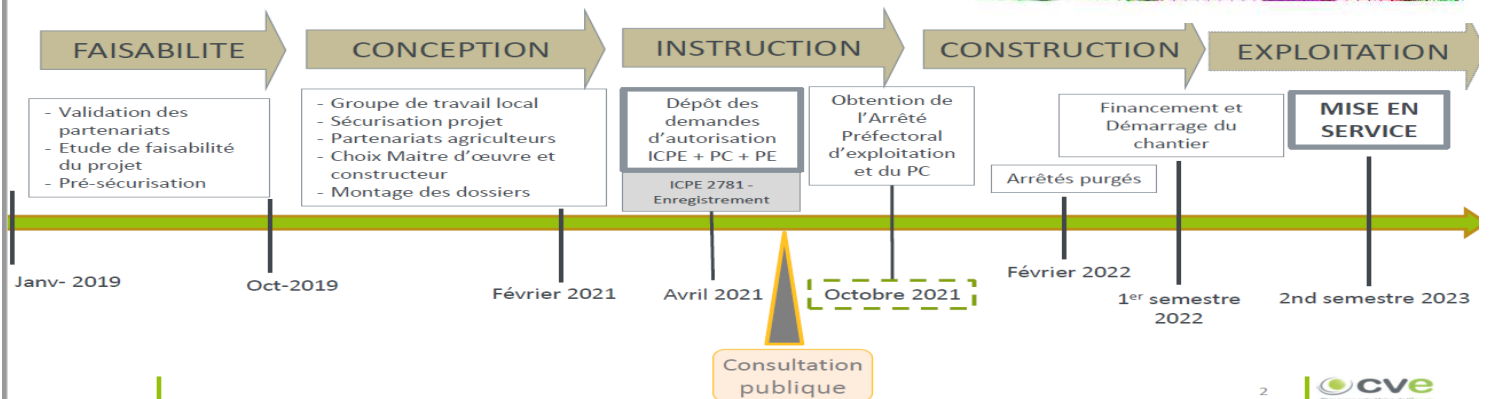 FAISABILITE
CONCEPTION
INSTRUCTION
CONSTRUCTION
EXPLOITATION
- Validation des
partenariats
- Etude de faisabilité
du projet
- Pré-sécurisation
- Groupe de travail local
- Sécurisation projet
- Partenariats agriculteurs
- Choix Maitre d’œuvre et
constructeur
- Montage des dossiers
Dépôt des
demandes
d’autorisation
ICPE + PC + PE
ICPE 2781 -
Enregistrement
Obtention de
l’Arrêté
Préfectoral
d’exploitation
et du PC
Arrêtés purgés
Financement et
Démarrage du
chantier
MISE EN
SERVICE
Janv- 2019
Oct-2019
Février 2021
Avril 2021
Octobre 2021
Février 2022
1er semestre
2022
2nd semestre 2023
Consultation
publique
2
cve